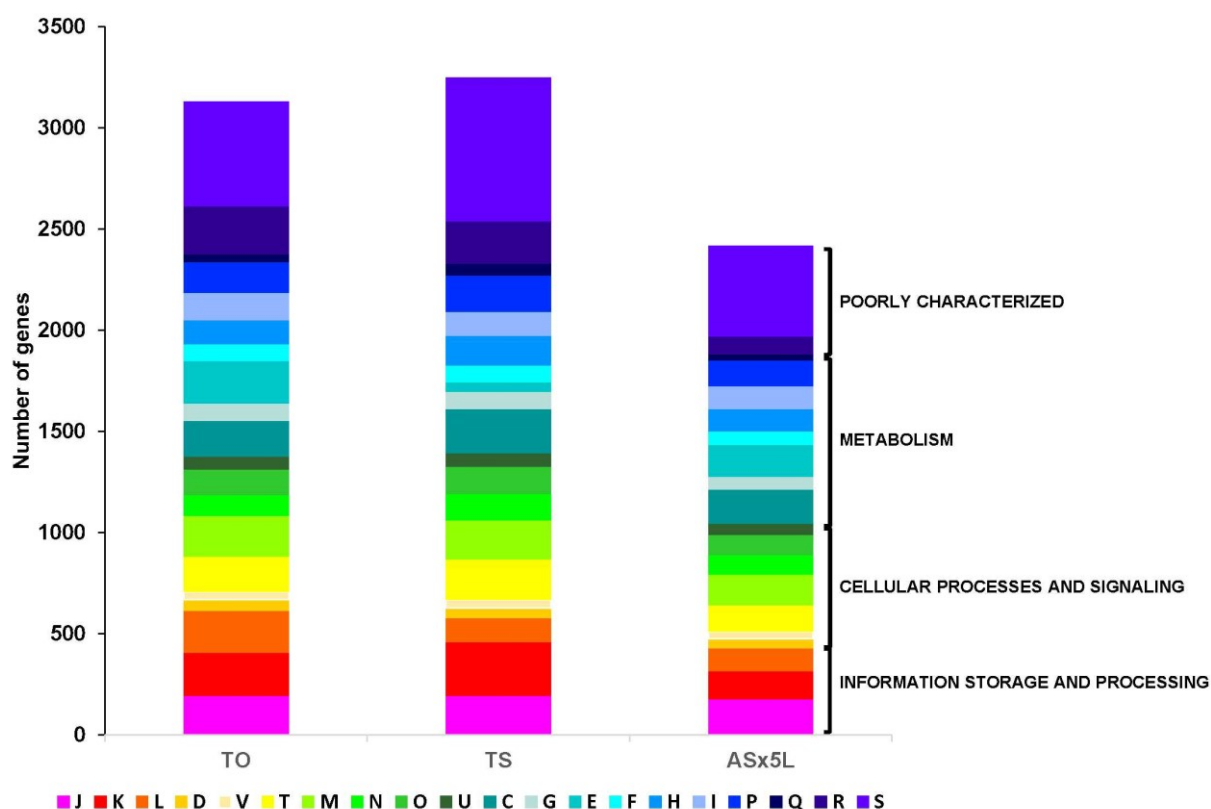 3500
3000
2500
2000
1500
1000
500
0
Number of genes
TO
TS
ASx5L
POORLY CHARACTERIZED
METABOLISM
CELLULAR PROCESSES AND SIGNALING
INFORMATION STORAGE AND PROCESSING
J K L D V T M N O U C G E F H I P Q R S